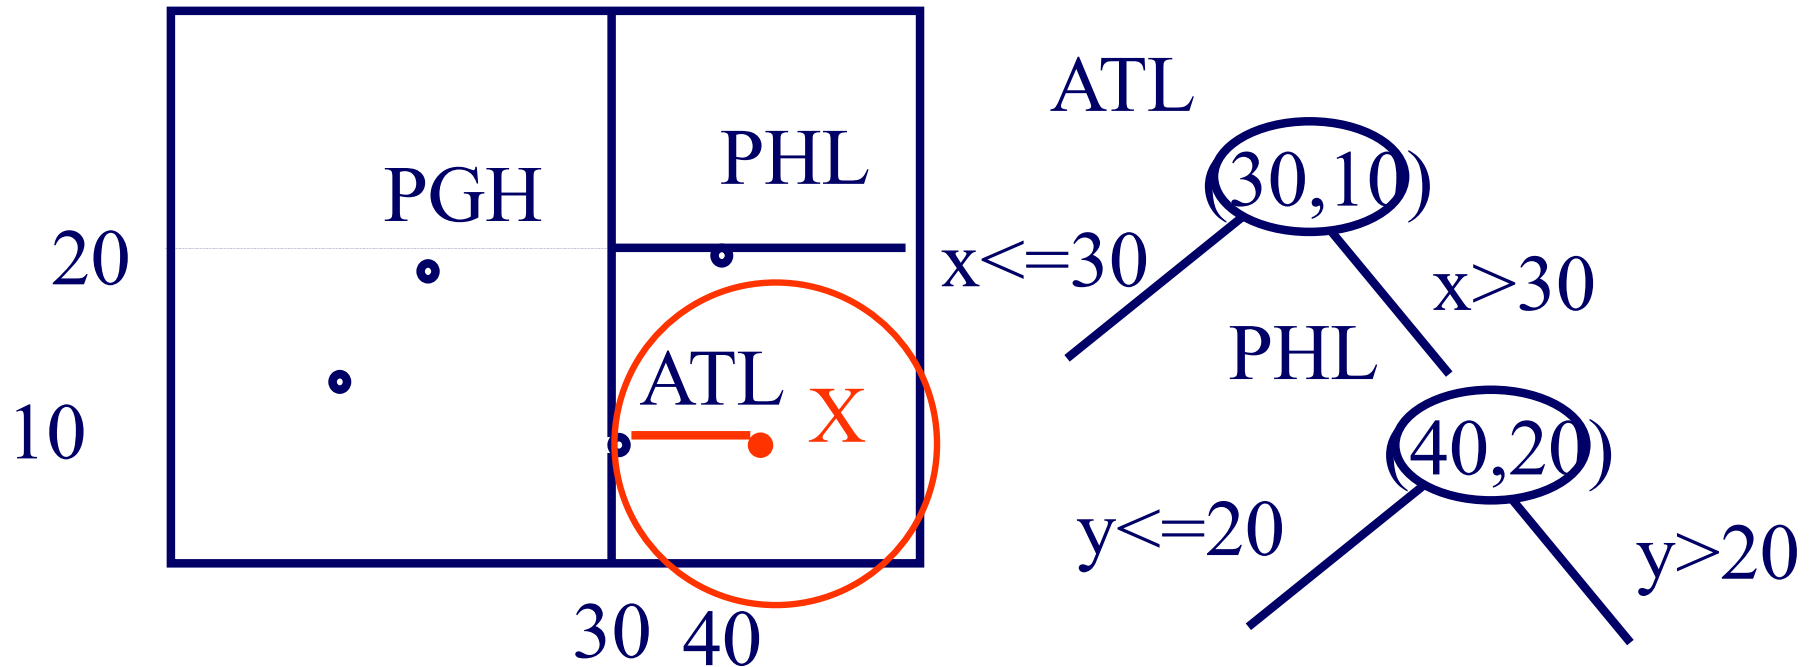 ATL
PHL
(30,10)
PGH
20
x<=30
x>30
PHL
ATL
X
10
(40,20)
y<=20
y>20
30
40